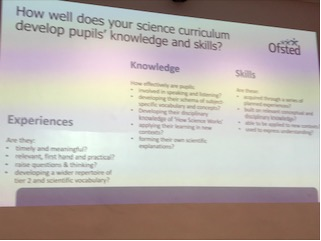 How well does your science curriculum
develop pupils' knowledge and skills?
Ofsted
Knowledge
How effectively are pupils
• involved in speaking and listening?
• developing their schema of subject
specific vocabulary and concepts?
• Developing their disciplinary
knowledge of 'How Science Works'
• applying their learning in new
contexts?
• forming their own scientific
explanations?
Skills
Are these:
• acquired through a series of
planned experiences?
• built on relevant conceptual and
disciplinary knowledge?
• able to be applied to new contexts?
• used to express understanding?
Experiences
Are they:
• timely and meaningful?
• relevant, first hand and practical?
• raise questions & thinking?
• developing a wider repertoire of
tier 2 and scientific vocabulary?